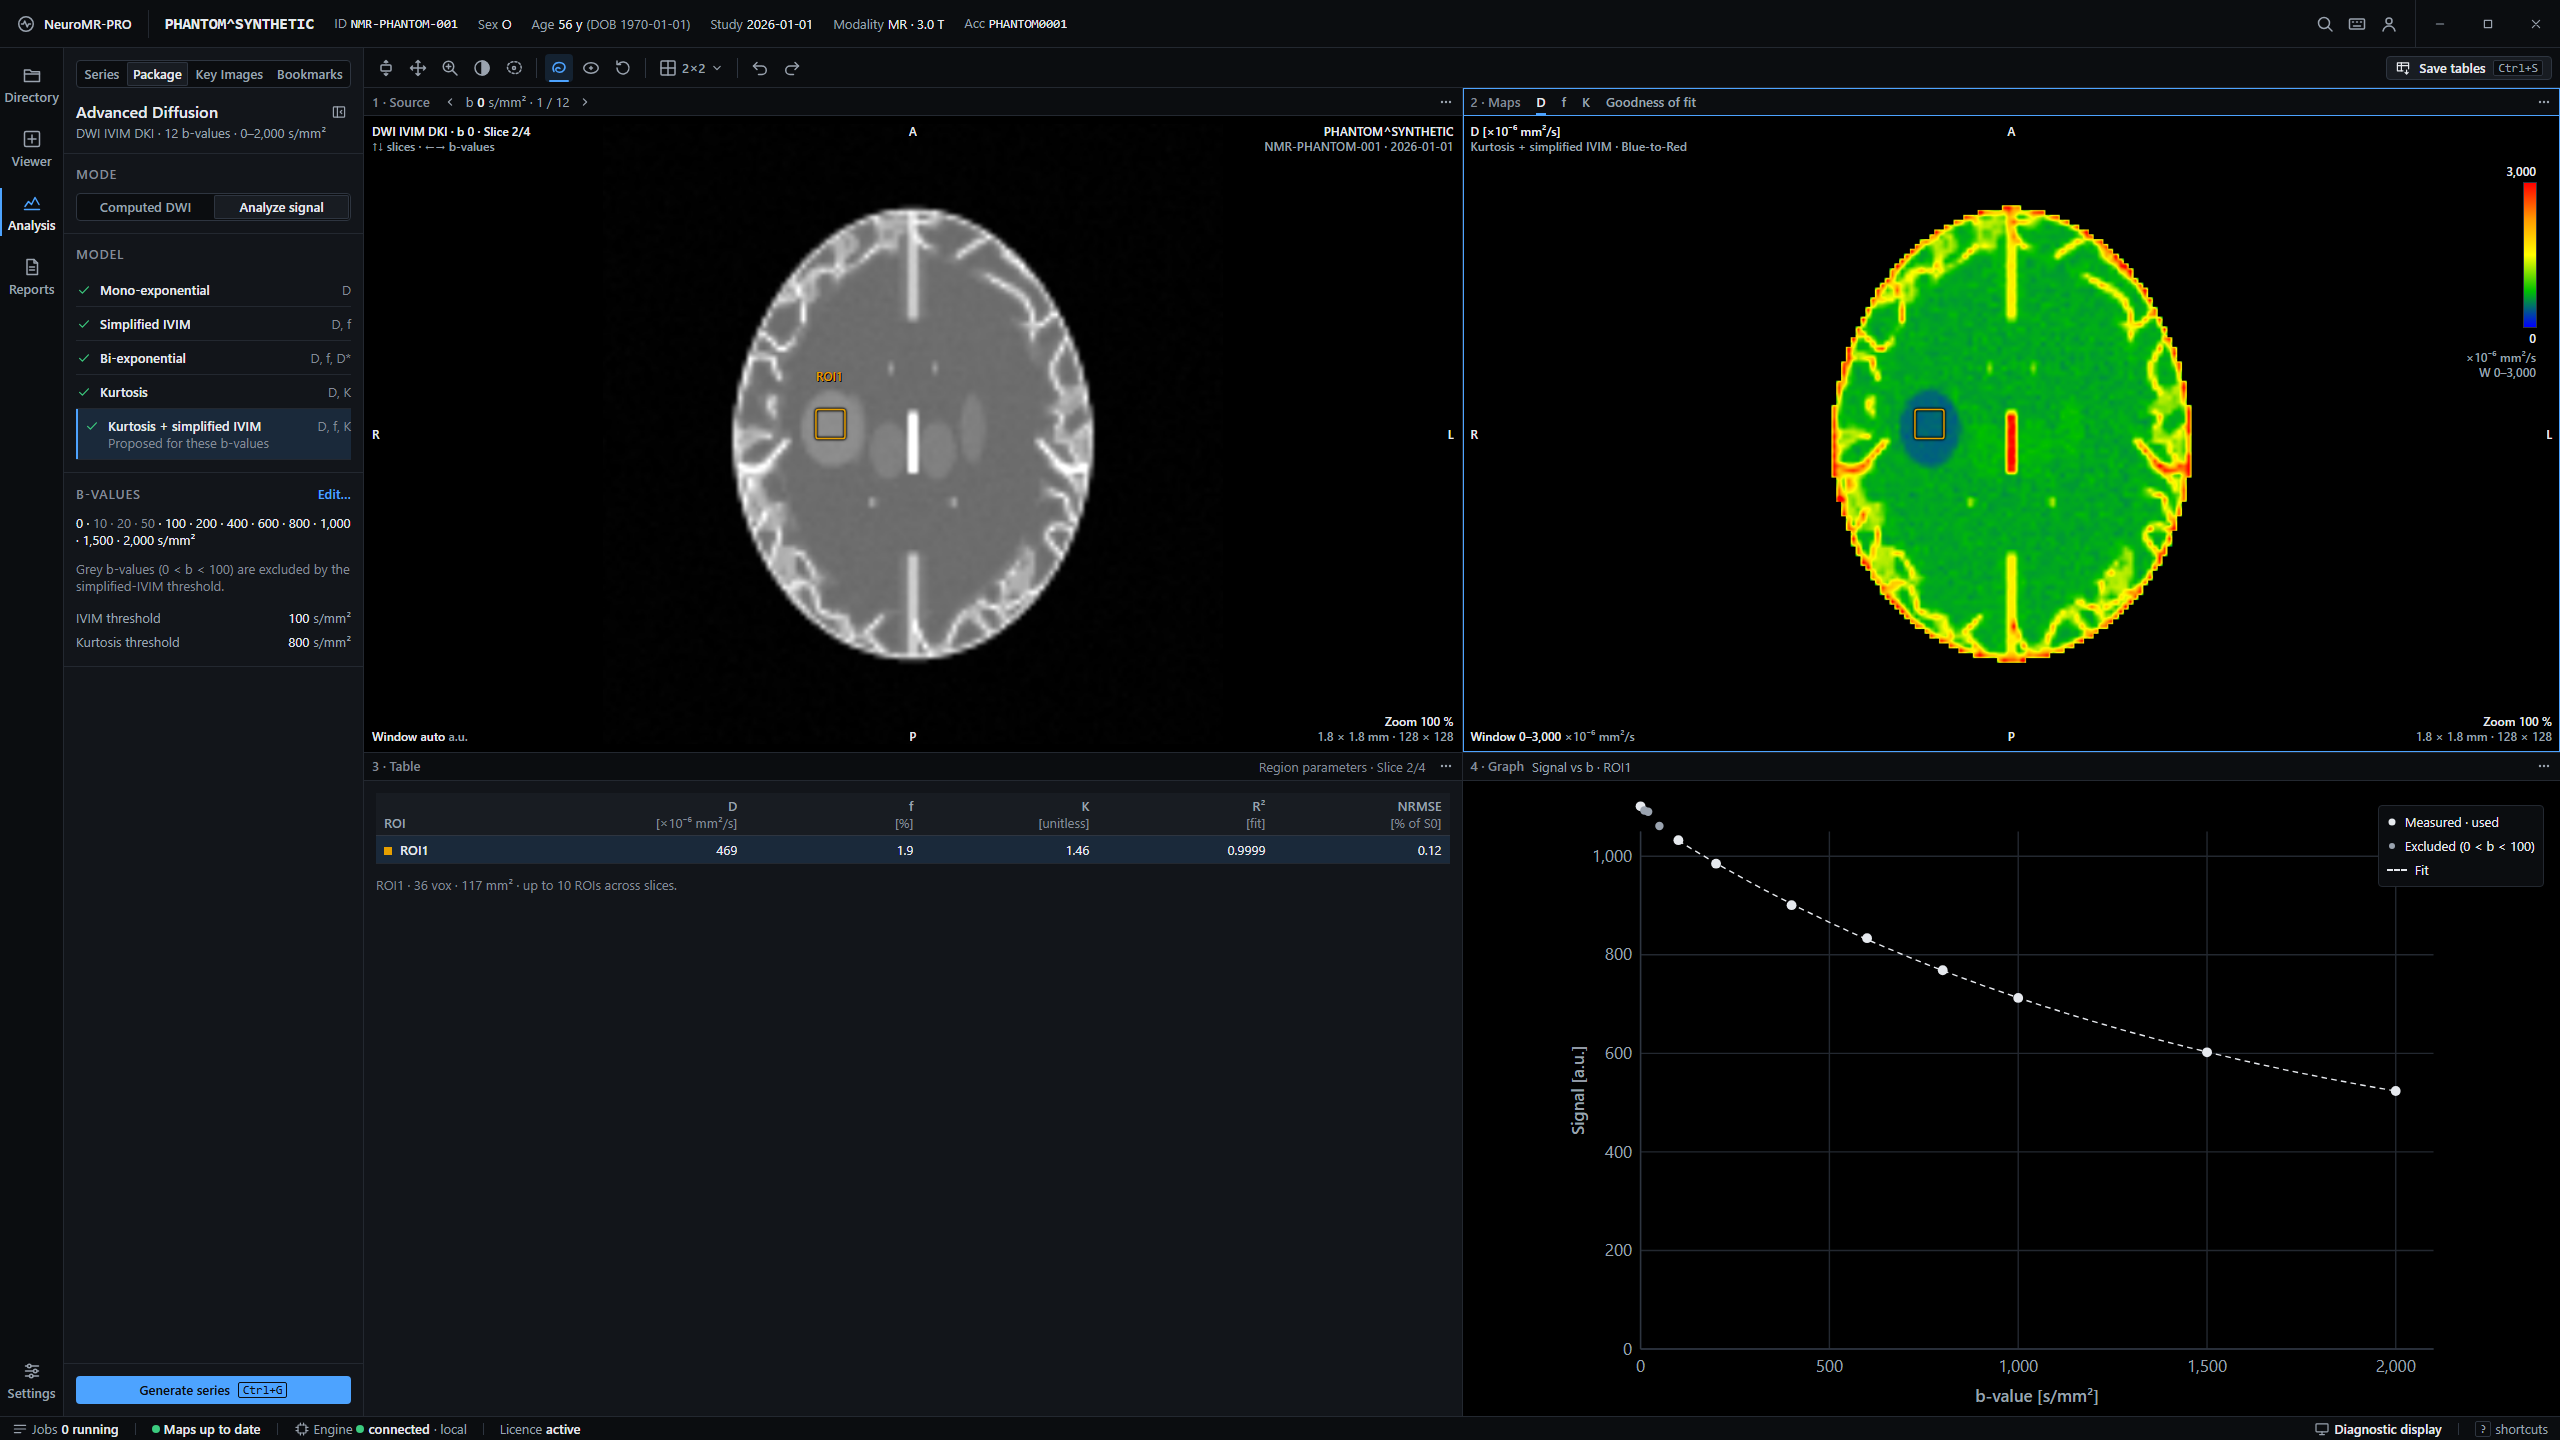 NeuroMR-PRO
PHANTOM^SYNTHETIC
ID NMR-PHANTOM-001
Sex O
Age 56 y (DOB 1970-01-01)
Study 2026-01-01
Modality MR · 3.0 T
Acc PHANTOM0001
Directory
Viewer
Analysis
Reports
Settings
Series
Package
Key Images
Bookmarks
Advanced Diffusion
DWI IVIM DKI · 12 b-values · 0–2,000 s/mm²
MODE
Computed DWI
Analyze signal
MODEL
Mono-exponential D
Simplified IVIM D, f
Bi-exponential D, f, D*
Kurtosis D, K
Kurtosis + simplified IVIM D, f, K
Proposed for these b-values
B-VALUES Edit...
0 · 10 · 20 · 50 · 100 · 200 · 400 · 600 · 800 · 1,000
· 1,500 · 2,000 s/mm²
Grey b-values (0 < b < 100) are excluded by the
simplified-IVIM threshold.
IVIM threshold 100 s/mm²
Kurtosis threshold 800 s/mm²
Generate series Ctrl+G
2×2
Save tables Ctrl+S
1 · Source
b 0 s/mm² · 1 / 12
DWI IVIM DKI · b 0 · Slice 2/4
↑↓ slices · ←→ b-values
A
PHANTOM^SYNTHETIC
NMR-PHANTOM-001 · 2026-01-01
ROI1
R
L
Window auto a.u.
P
Zoom 100 %
1.8 × 1.8 mm · 128 × 128
2 · Maps D f K Goodness of fit
D [×10⁻⁶ mm²/s]
Kurtosis + simplified IVIM · Blue-to-Red
A
3,000
0
×10⁻⁶ mm²/s
W 0–3,000
R
L
Window 0–3,000 ×10⁻⁶ mm²/s
P
Zoom 100 %
1.8 × 1.8 mm · 128 × 128
3 · Table
Region parameters · Slice 2/4
D f K R² NRMSE
ROI [×10⁻⁶ mm²/s] [%] [unitless] [fit] [% of S0]
ROI1 469 1.9 1.46 0.9999 0.12
ROI1 · 36 vox · 117 mm² · up to 10 ROIs across slices.
4 · Graph Signal vs b · ROI1
Measured · used
Excluded (0 < b < 100)
Fit
1,000
800
600
400
200
0
Signal [a.u.]
0 500 1,000 1,500 2,000
b-value [s/mm²]
Jobs 0 running
Maps up to date
Engine connected · local
Licence active
Diagnostic display
? shortcuts